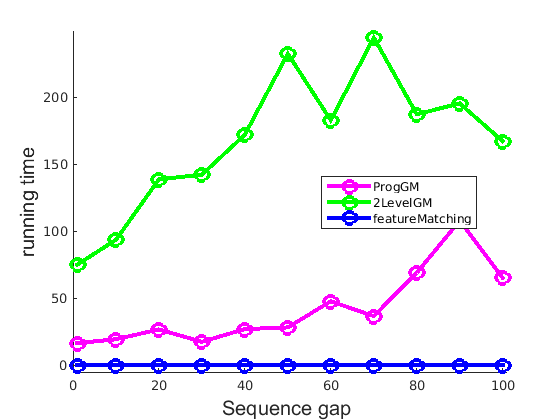 200
150
100
50
0
running time
ProgGM
2LevelGM
featureMatching
0 20 40 60 80 100
Sequence gap